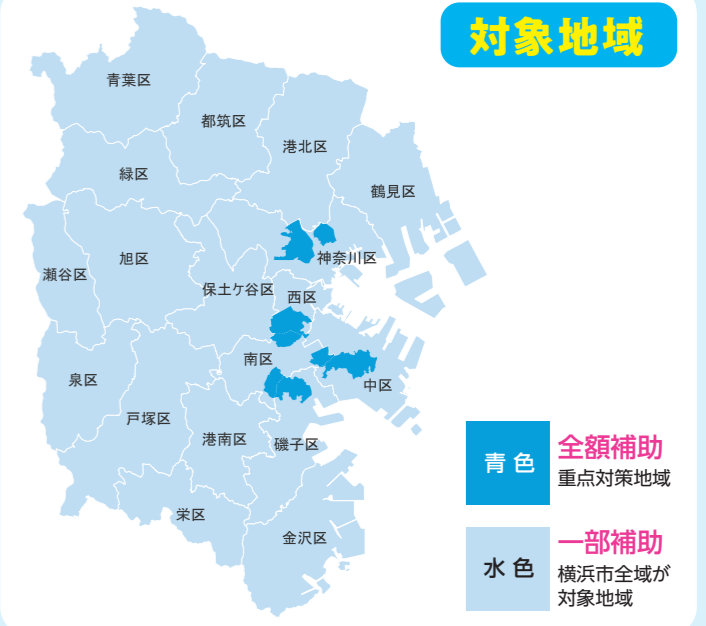 対象地域
青葉区
都筑区
港北区
緑区
鶴見区
旭区
神奈川区
瀬谷区
保土ケ谷区
西区
南区
泉区
中区
戸塚区
港南区
磯子区
栄区
金沢区
青色
全額補助
重点対策地域
水色
一部補助
横浜市全域が
対象地域